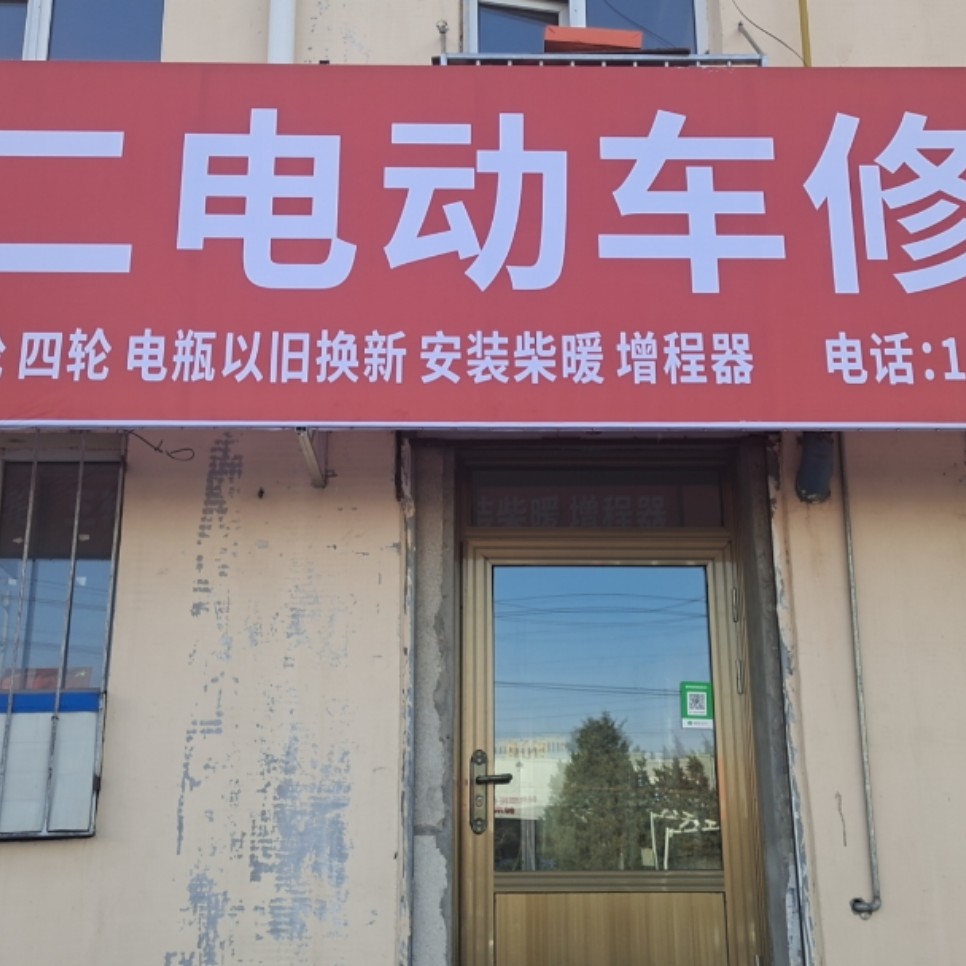 二电动车修
四轮 电瓶以旧换新 安装柴暖 增程器 电话:1
柴暖 增程器